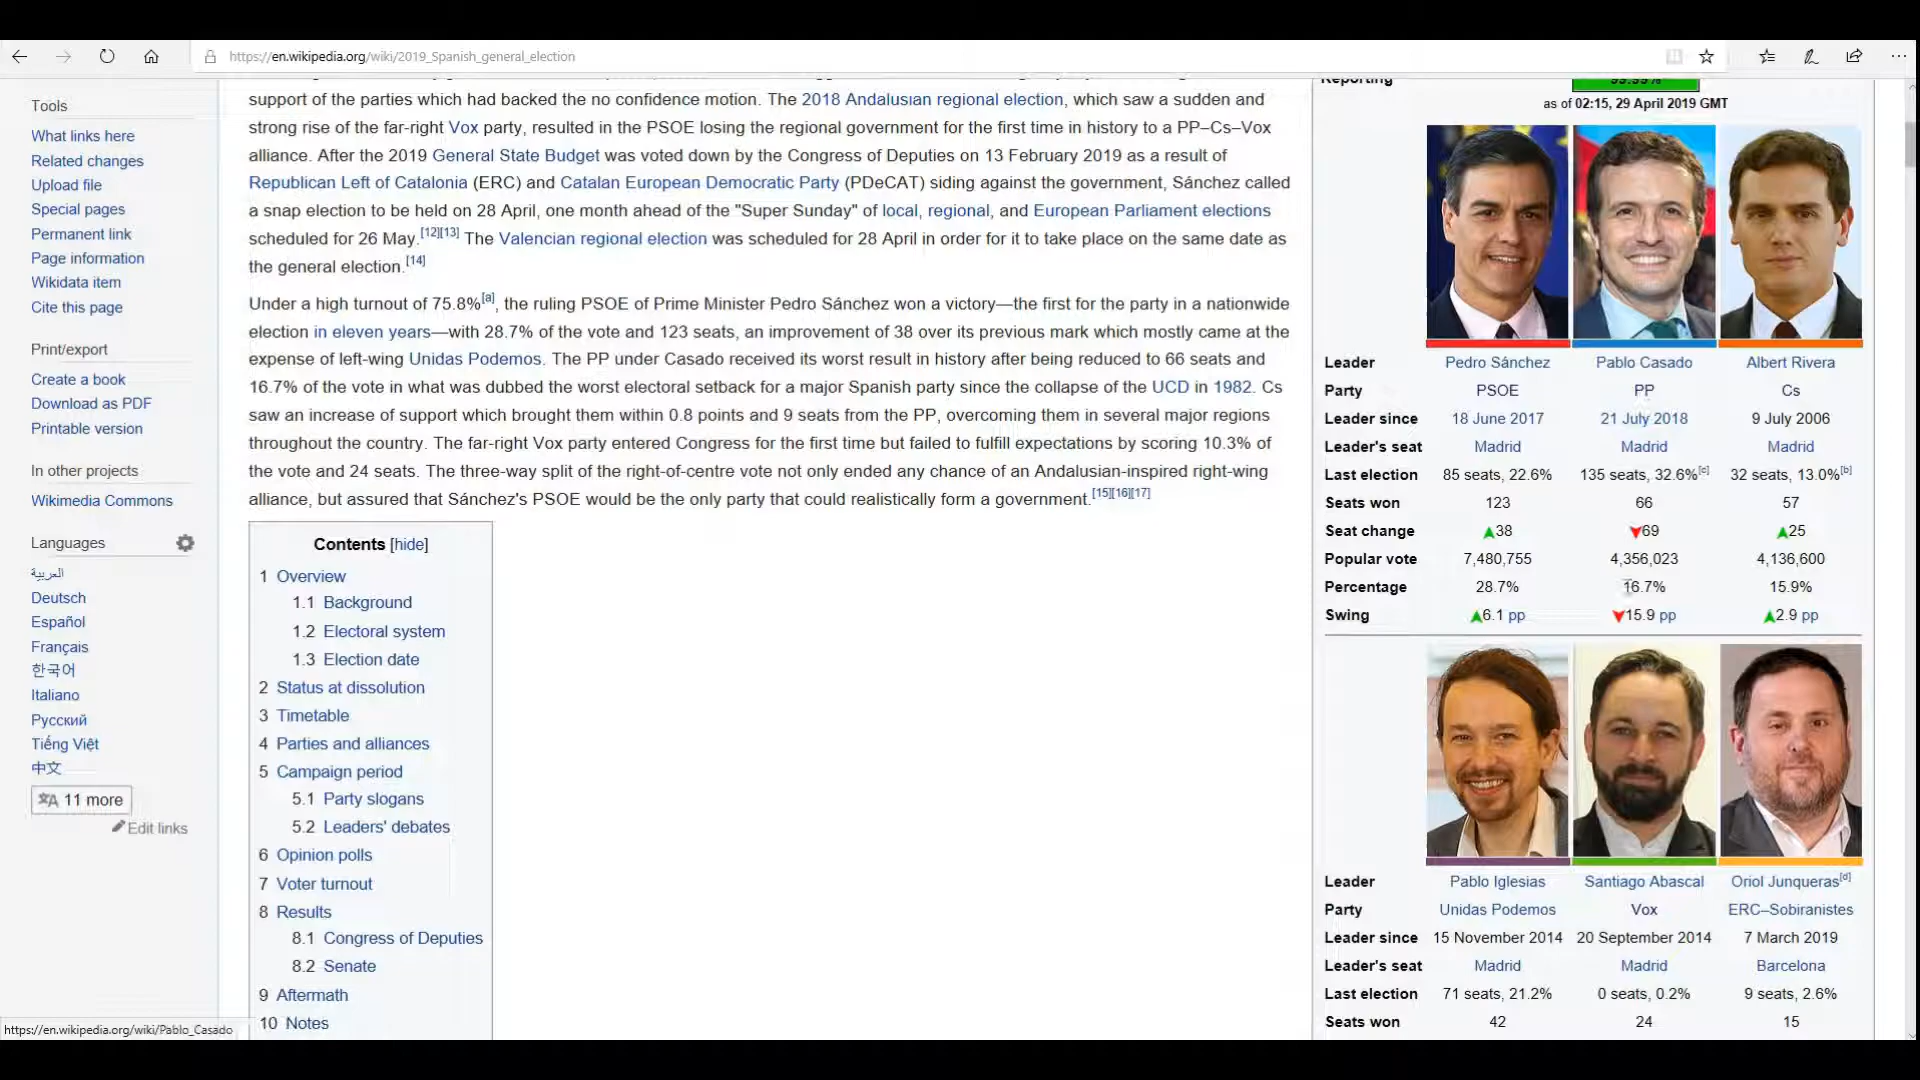 https://en.wikipedia.org/wiki/2019_Spanish_general_election
Tools
What links here
Related changes
Upload file
Special pages
Permanent link
Page information
Wikidata item
Cite this page
Print/export
Create a book
Download as PDF
Printable version
In other projects
Wikimedia Commons
Languages
العربية
Deutsch
Español
Français
한국어
Italiano
Русский
Tiếng Việt
中文
11 more
Edit links
support of the parties which had backed the no confidence motion. The 2018 Andalusian regional election, which saw a sudden and
strong rise of the far-right Vox party, resulted in the PSOE losing the regional government for the first time in history to a PP–Cs–Vox
alliance. After the 2019 General State Budget was voted down by the Congress of Deputies on 13 February 2019 as a result of
Republican Left of Catalonia (ERC) and Catalan European Democratic Party (PDeCAT) siding against the government, Sánchez called
a snap election to be held on 28 April, one month ahead of the "Super Sunday" of local, regional, and European Parliament elections
scheduled for 26 May.[12][13] The Valencian regional election was scheduled for 28 April in order for it to take place on the same date as
the general election.[14]
Under a high turnout of 75.8%[a], the ruling PSOE of Prime Minister Pedro Sánchez won a victory—the first for the party in a nationwide
election in eleven years—with 28.7% of the vote and 123 seats, an improvement of 38 over its previous mark which mostly came at the
expense of left-wing Unidas Podemos. The PP under Casado received its worst result in history after being reduced to 66 seats and
16.7% of the vote in what was dubbed the worst electoral setback for a major Spanish party since the collapse of the UCD in 1982. Cs
saw an increase of support which brought them within 0.8 points and 9 seats from the PP, overcoming them in several major regions
throughout the country. The far-right Vox party entered Congress for the first time but failed to fulfill expectations by scoring 10.3% of
the vote and 24 seats. The three-way split of the right-of-centre vote not only ended any chance of an Andalusian-inspired right-wing
alliance, but assured that Sánchez's PSOE would be the only party that could realistically form a government.[15][16][17]
Contents [hide]
1 Overview
1.1 Background
1.2 Electoral system
1.3 Election date
2 Status at dissolution
3 Timetable
4 Parties and alliances
5 Campaign period
5.1 Party slogans
5.2 Leaders' debates
6 Opinion polls
7 Voter turnout
8 Results
8.1 Congress of Deputies
8.2 Senate
9 Aftermath
10 Notes
Reporting 99.99%
as of 02:15, 29 April 2019 GMT
Leader Pedro Sánchez Pablo Casado Albert Rivera
Party PSOE PP Cs
Leader since 18 June 2017 21 July 2018 9 July 2006
Leader's seat Madrid Madrid Madrid
Last election 85 seats, 22.6% 135 seats, 32.6%[c] 32 seats, 13.0%[b]
Seats won 123 66 57
Seat change 38 69 25
Popular vote 7,480,755 4,356,023 4,136,600
Percentage 28.7% 16.7% 15.9%
Swing 6.1 pp 15.9 pp 2.9 pp
Leader Pablo Iglesias Santiago Abascal Oriol Junqueras[d]
Party Unidas Podemos Vox ERC–Sobiranistes
Leader since 15 November 2014 20 September 2014 7 March 2019
Leader's seat Madrid Madrid Barcelona
Last election 71 seats, 21.2% 0 seats, 0.2% 9 seats, 2.6%
Seats won 42 24 15
https://en.wikipedia.org/wiki/Pablo_Casado